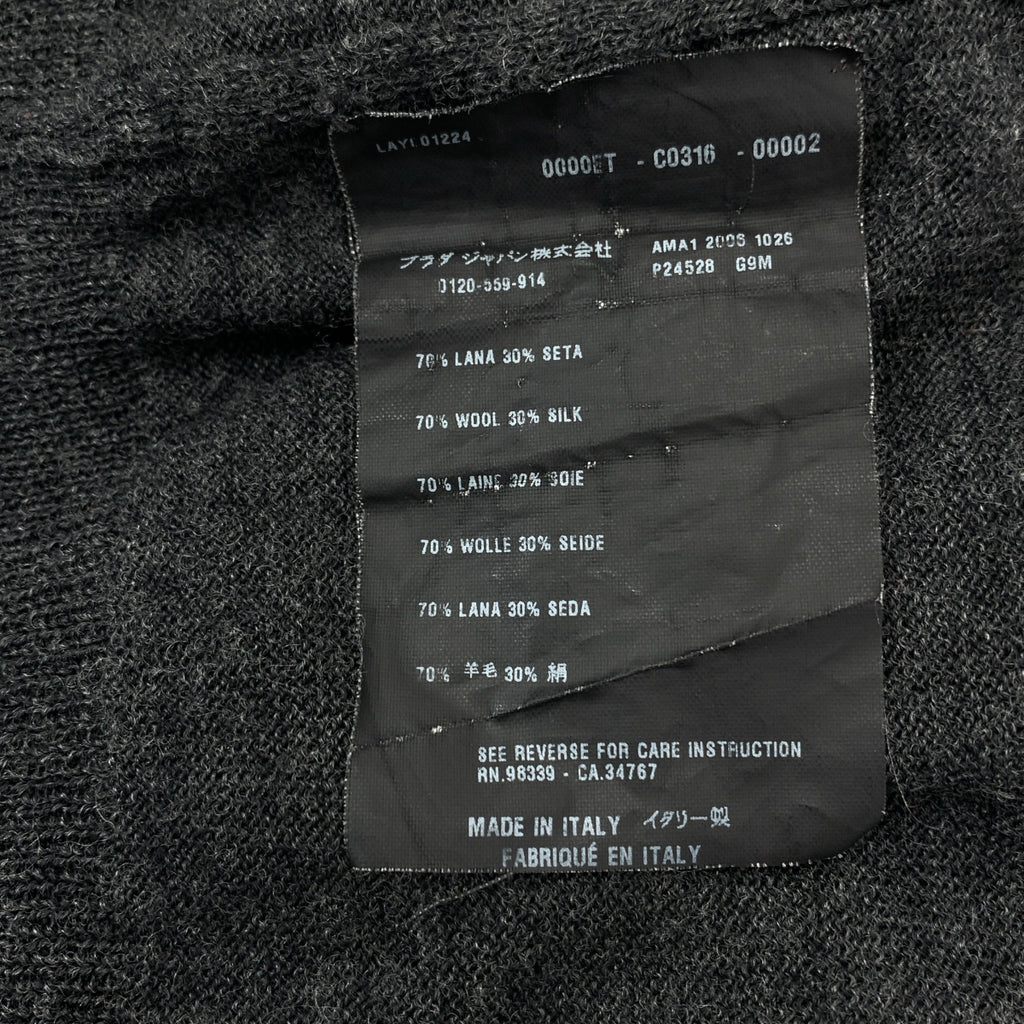 LAYI 01224
0000ET - C0316 - 00002
プラダ ジャパン株式会社
0120-559-914
AMA1 2006 1026
P24528 G9M
70% LANA 30% SETA
70% WOOL 30% SILK
70% LAINE 30% SOIE
70% WOLLE 30% SEIDE
70% LANA 30% SEDA
70% 羊毛 30% 絹
SEE REVERSE FOR CARE INSTRUCTION
RN.98339 - CA.34767
MADE IN ITALY イタリー製
FABRIQUÉ EN ITALY